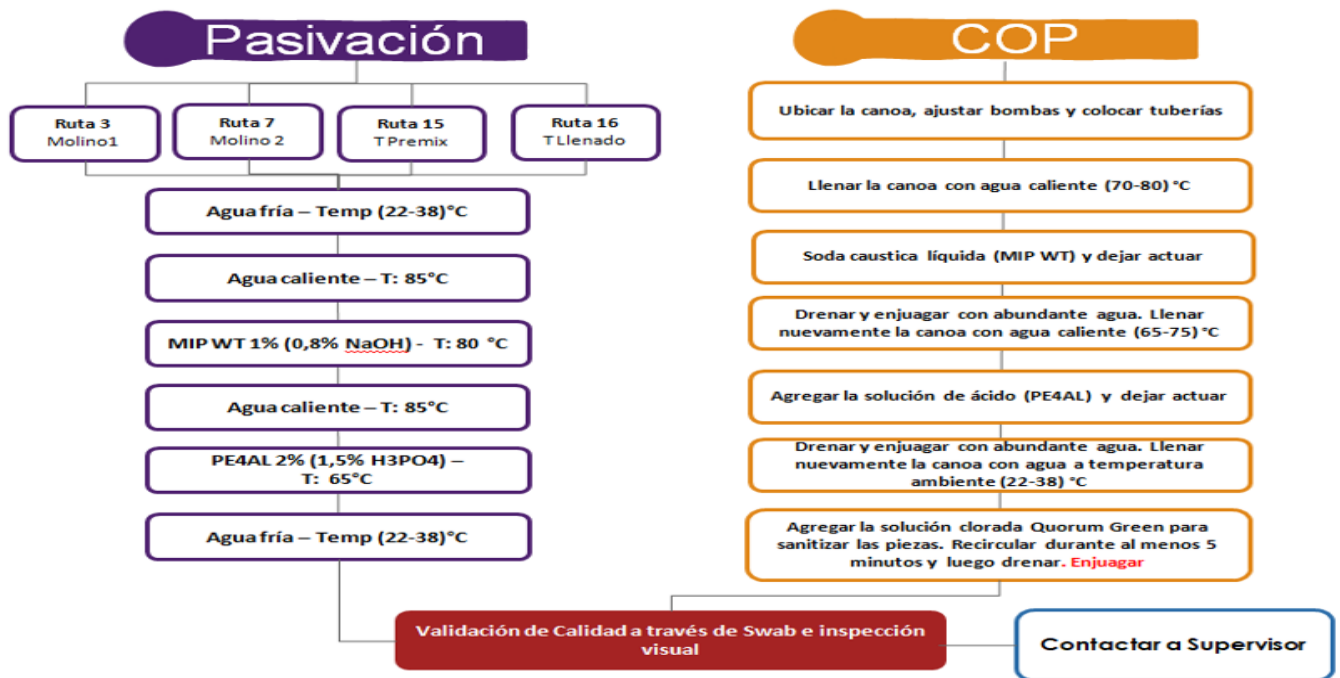 Pasivación
Ruta 3
Molino1
Ruta 7
Molino 2
Ruta 15
T Premix
Ruta 16
T Llenado
Agua fría – Temp (22-38)°C
Agua caliente – T: 85°C
MIP WT 1% (0,8% NaOH) - T: 80 °C
Agua caliente – T: 85°C
PE4AL 2% (1,5% H3PO4) –
T: 65°C
Agua fría – Temp (22-38)°C
COP
Ubicar la canoa, ajustar bombas y colocar tuberías
Llenar la canoa con agua caliente (70-80) °C
Soda caustica líquida (MIP WT) y dejar actuar
Drenar y enjuagar con abundante agua. Llenar
nuevamente la canoa con agua caliente (65-75) °C
Agregar la solución de ácido (PE4AL) y dejar actuar
Drenar y enjuagar con abundante agua. Llenar
nuevamente la canoa con agua a temperatura
ambiente (22-38) °C
Agregar la solución clorada Quorum Green para
sanitizar las piezas. Recircular durante al menos 5
minutos y luego drenar. Enjuagar
Validación de Calidad a través de Swab e inspección
visual
Contactar a Supervisor